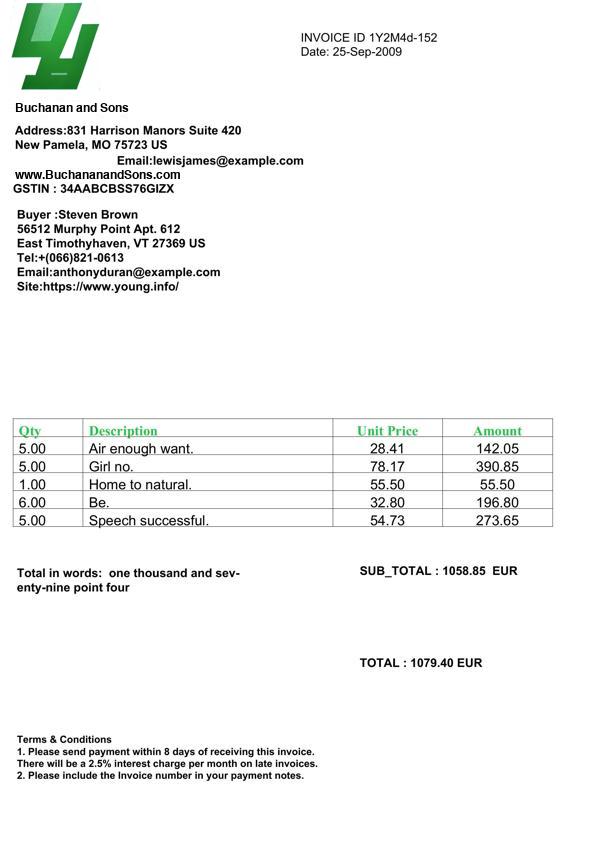 INVOICE ID 1Y2M4d-152
Date: 25-Sep-2009
Buchanan and Sons
Address:831 Harrison Manors Suite 420
New Pamela, MO 75723 US
Email:lewisjames@example.com
www.BuchananandSons.com
GSTIN : 34AABCBSS76GIZX
Buyer :Steven Brown
56512 Murphy Point Apt. 612
East Timothyhaven, VT 27369 US
Tel:+(066)821-0613
Email:anthonyduran@example.com
Site:https://www.young.info/
Qty Description Unit Price Amount
5.00 Air enough want. 28.41 142.05
5.00 Girl no. 78.17 390.85
1.00 Home to natural. 55.50 55.50
6.00 Be. 32.80 196.80
5.00 Speech successful. 54.73 273.65
Total in words: one thousand and sev-
enty-nine point four
SUB_TOTAL : 1058.85 EUR
TOTAL : 1079.40 EUR
Terms & Conditions
1. Please send payment within 8 days of receiving this invoice.
There will be a 2.5% interest charge per month on late invoices.
2. Please include the Invoice number in your payment notes.